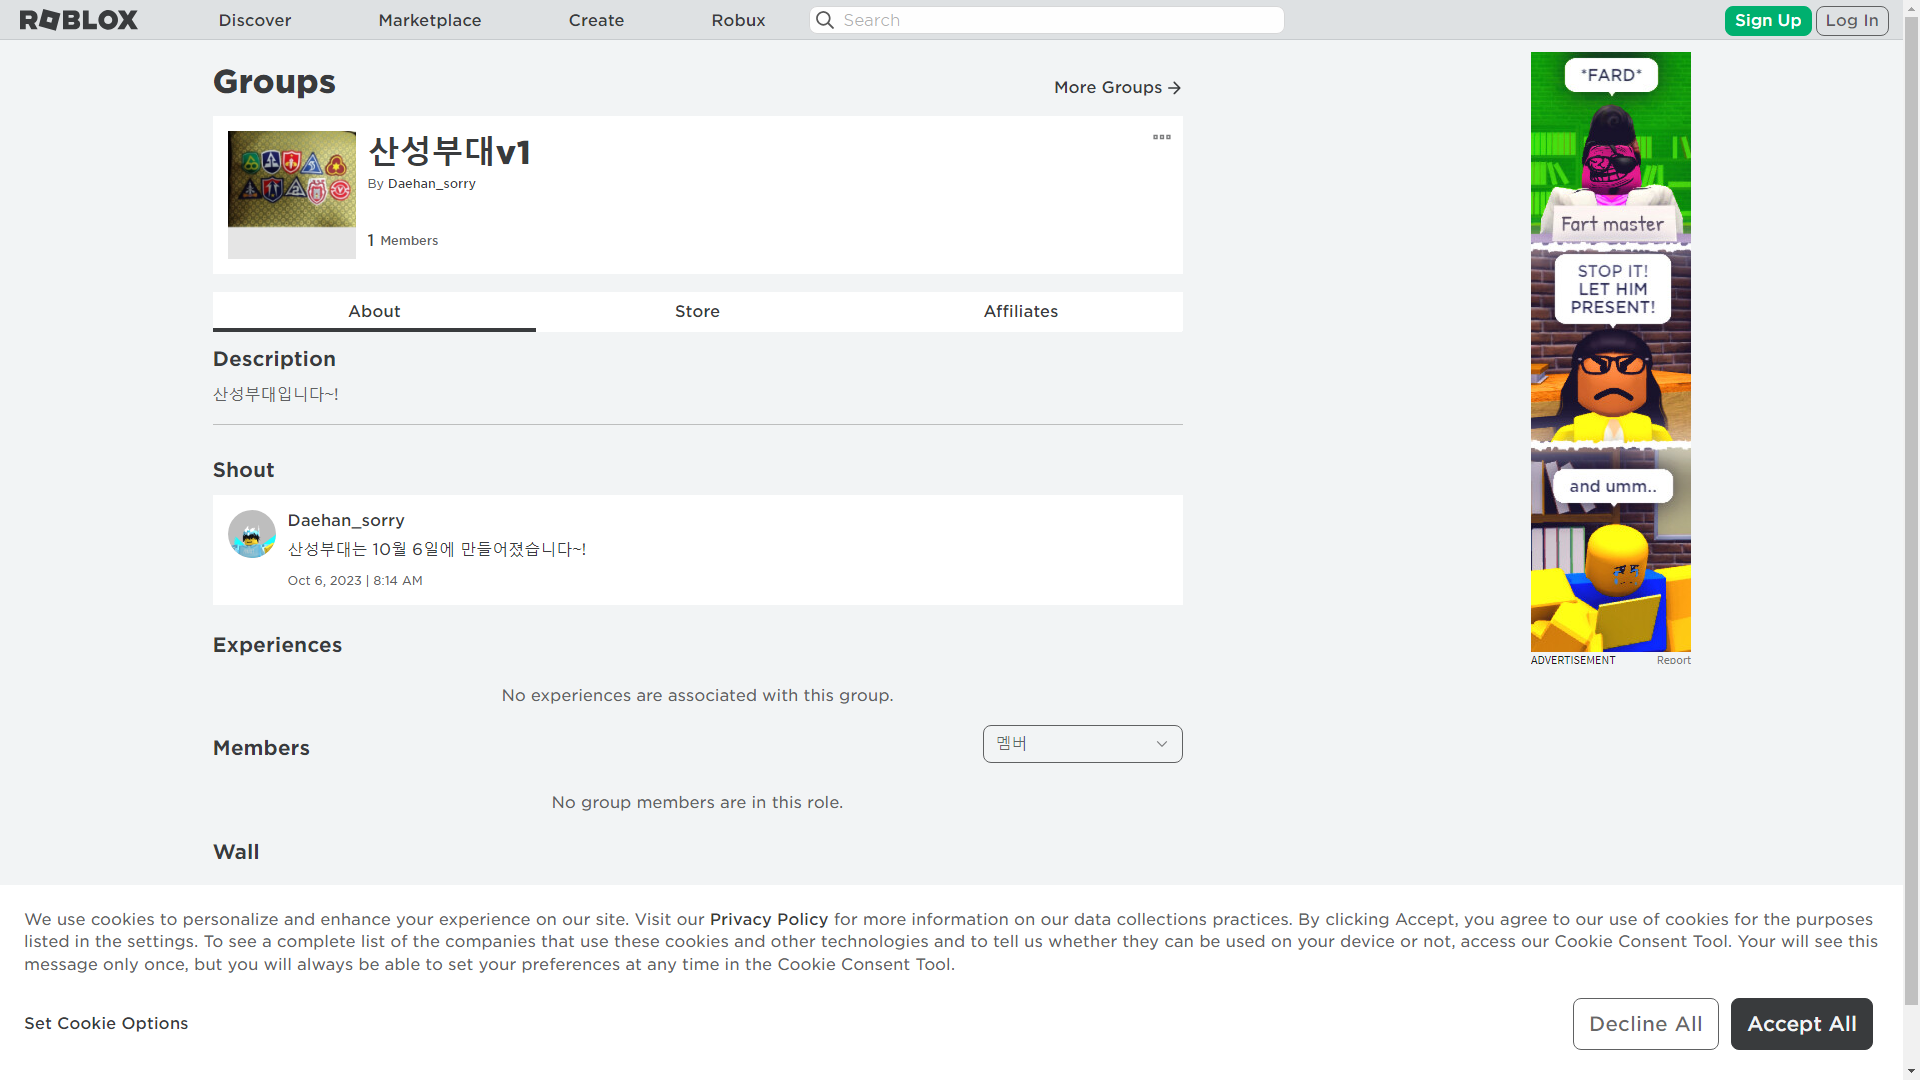 ROBLOX
Discover
Marketplace
Create
Robux
Search
Sign Up
Log In
Groups
More Groups
산성부대v1
By Daehan_sorry
1 Members
About
Store
Affiliates
Description
산성부대입니다~!
Shout
Daehan_sorry
산성부대는 10월 6일에 만들어졌습니다~!
Oct 6, 2023 | 8:14 AM
Experiences
No experiences are associated with this group.
Members
멤버
No group members are in this role.
Wall
*FARD*
Fart master
STOP IT!
LET HIM
PRESENT!
and umm..
ADVERTISEMENT
Report
We use cookies to personalize and enhance your experience on our site. Visit our Privacy Policy for more information on our data collections practices. By clicking Accept, you agree to our use of cookies for the purposes
listed in the settings. To see a complete list of the companies that use these cookies and other technologies and to tell us whether they can be used on your device or not, access our Cookie Consent Tool. Your will see this
message only once, but you will always be able to set your preferences at any time in the Cookie Consent Tool.
Set Cookie Options
Decline All
Accept All